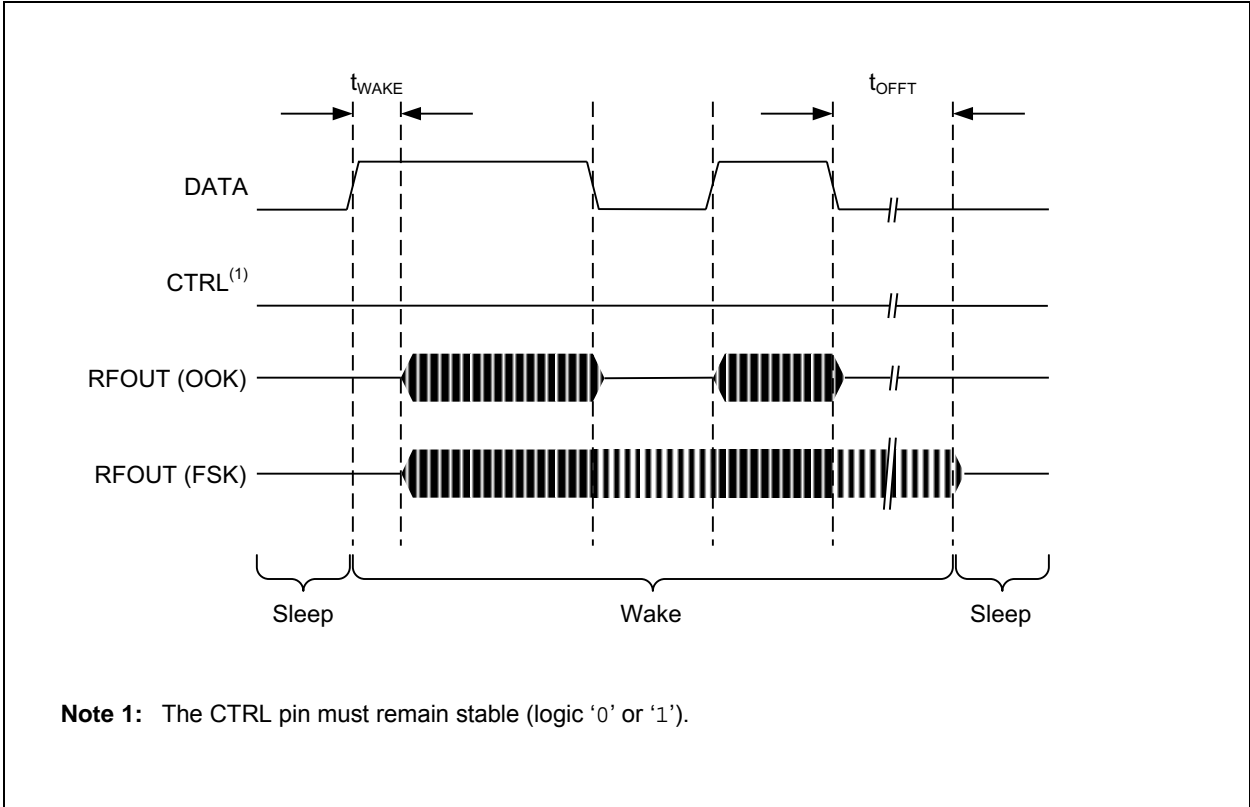 tWAKE
tOFFT
DATA
CTRL(1)
RFOUT (OOK)
RFOUT (FSK)
Sleep
Wake
Sleep
Note 1: The CTRL pin must remain stable (logic ‘0’ or ‘1’).